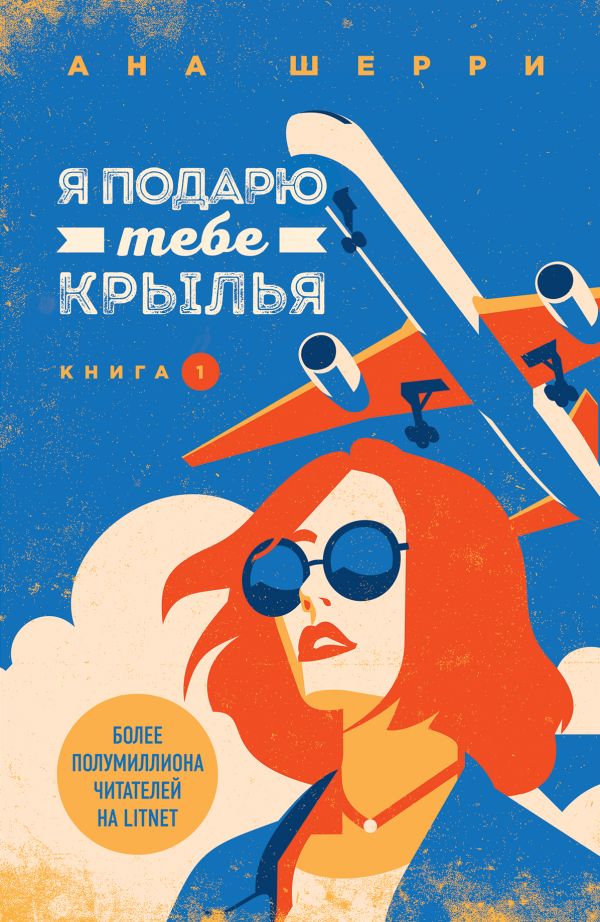 АНА ШЕРРИ
Я ПОДАРЮ
тебе
КРЫЛЬЯ
КНИГА 1
БОЛЕЕ
ПОЛУМИЛЛИОНА
ЧИТАТЕЛЕЙ
НА LITNET